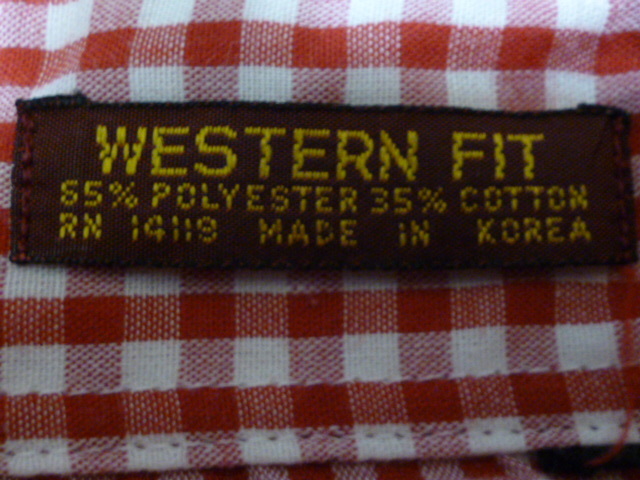 WESTERN FIT
65% POLYESTER 35% COTTON
RN 14119 MADE IN KOREA